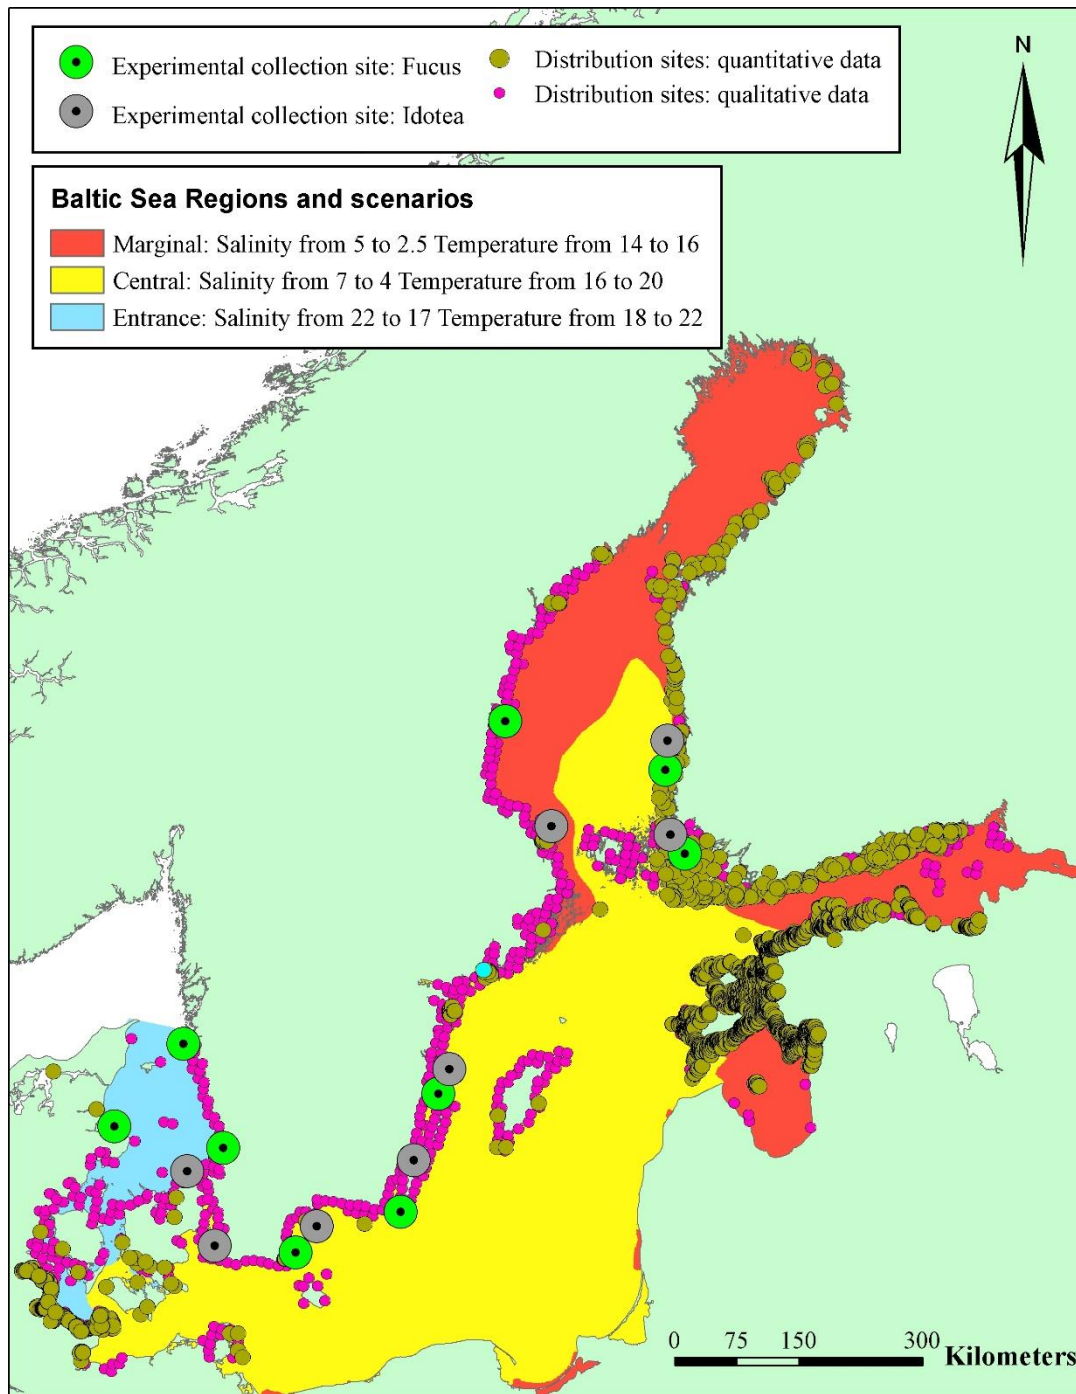 Experimental collection site: Fucus
Distribution sites: quantitative data
Experimental collection site: Idotea
Distribution sites: qualitative data
N
Baltic Sea Regions and scenarios
Marginal: Salinity from 5 to 2.5 Temperature from 14 to 16
Central: Salinity from 7 to 4 Temperature from 16 to 20
Entrance: Salinity from 22 to 17 Temperature from 18 to 22
0 75 150 300 Kilometers